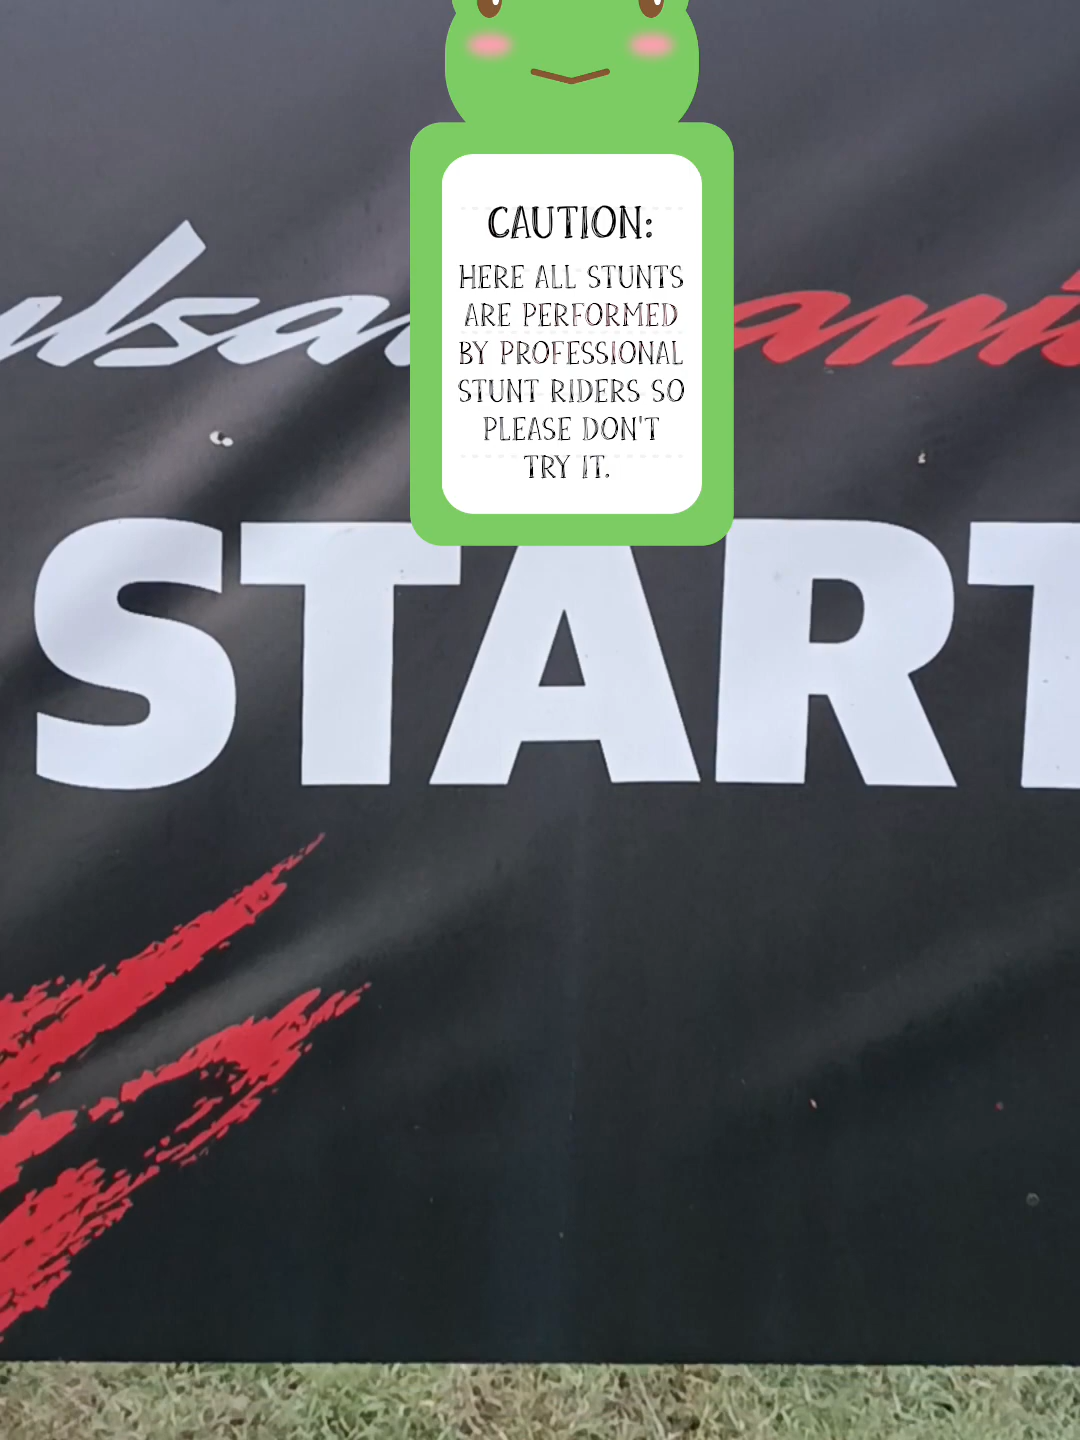 CAUTION:
HERE ALL STUNTS
ARE PERFORMED
BY PROFESSIONAL
STUNT RIDERS SO
PLEASE DON'T
TRY IT.
START